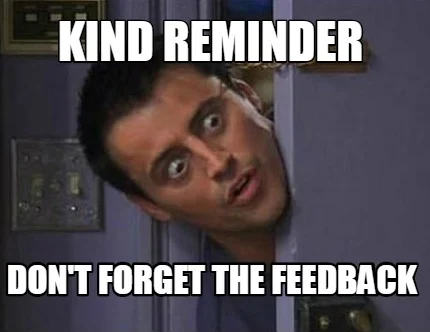 KIND REMINDER
DON'T FORGET THE FEEDBACK